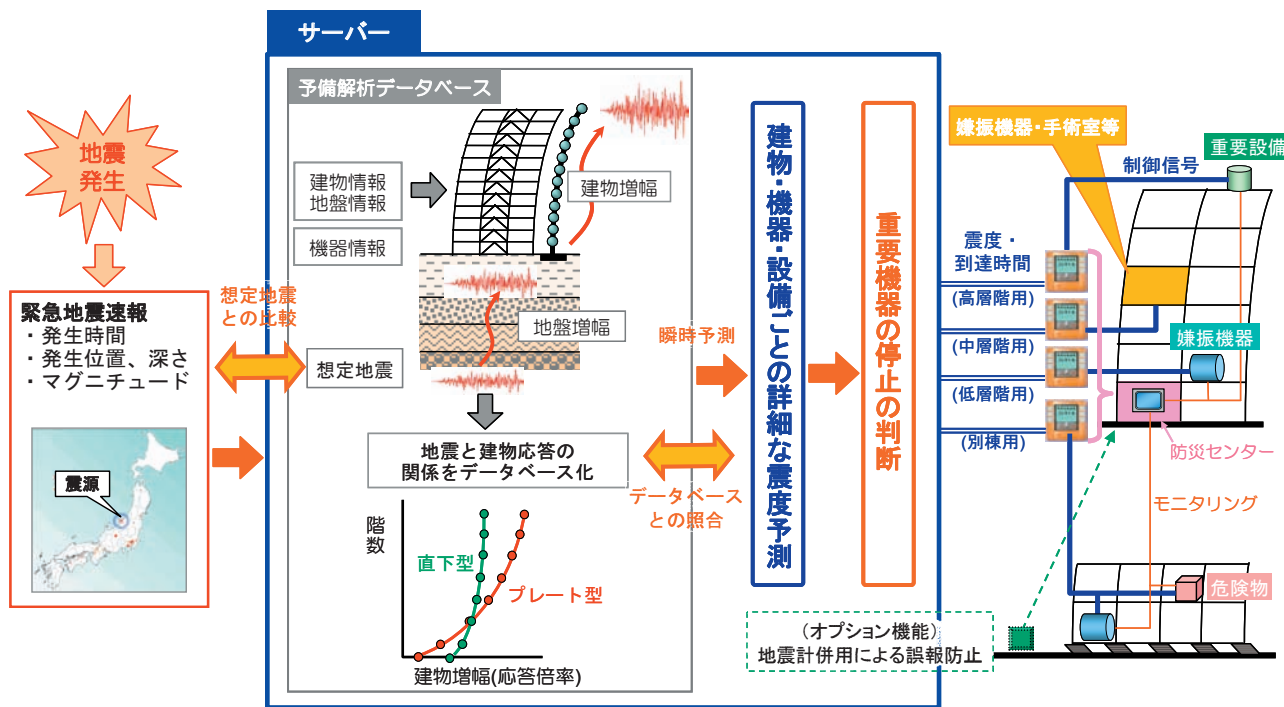 サーバー
予備解析データベース
地震
発生
建物情報
地盤情報
機器情報
建物増幅
地盤増幅
緊急地震速報
・発生時間
・発生位置、深さ
・マグニチュード
震源
想定地震
との比較
想定地震
地震と建物応答の
関係をデータベース化
階数
直下型
プレート型
建物増幅(応答倍率)
瞬時予測
データベース
との照合
建物・機器・設備ごとの詳細な震度予測
重要機器の停止の判断
(オプション機能)
地震計併用による誤報防止
嫌振機器・手術室等
重要設備
制御信号
震度・
到達時間
(高層階用)
(中層階用)
(低層階用)
(別棟用)
嫌振機器
防災センター
モニタリング
危険物